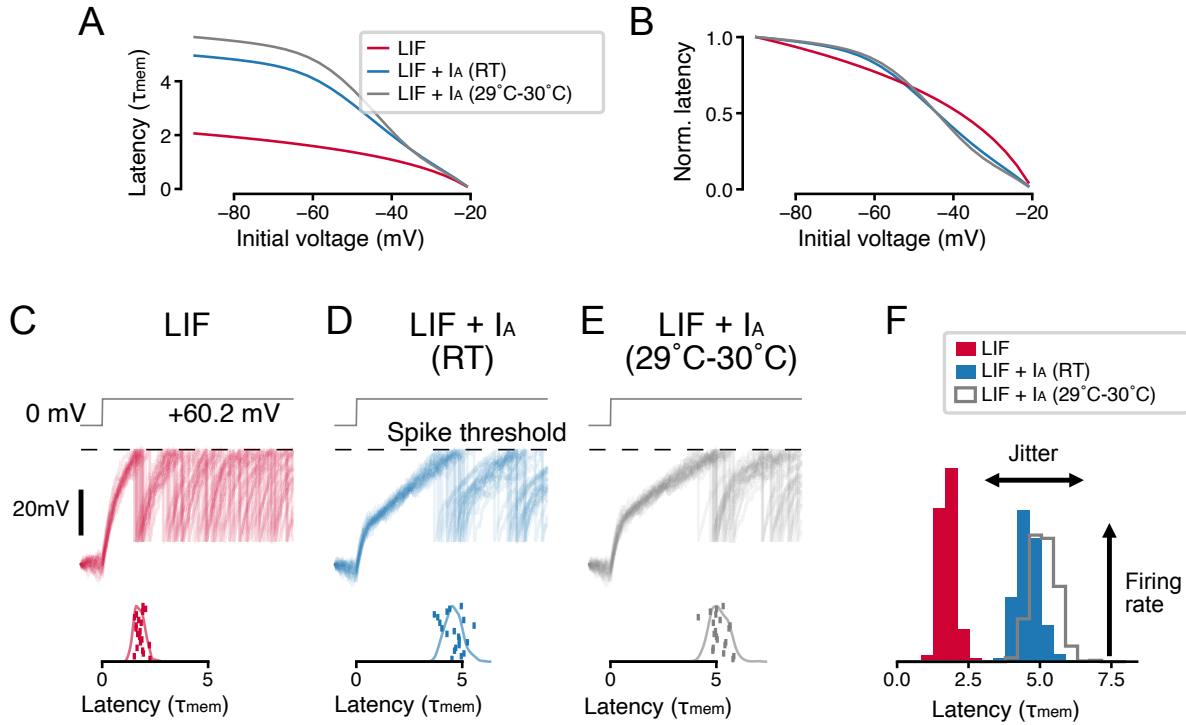 A
Latency (τmem)
4
2
0
−80
−60
−40
−20
Initial voltage (mV)
LIF
LIF + IA (RT)
LIF + IA (29˚C-30˚C)
B
Norm. latency
1.0
0.5
0.0
−80
−60
−40
−20
Initial voltage (mV)
C
LIF
0 mV
+60.2 mV
20mV
0
5
Latency (τmem)
D
LIF + IA
(RT)
Spike threshold
0
5
Latency (τmem)
E
LIF + IA
(29˚C-30˚C)
0
5
Latency (τmem)
F
LIF
LIF + IA (RT)
LIF + IA (29˚C-30˚C)
Jitter
Firing
rate
0.0
2.5
5.0
7.5
Latency (τmem)